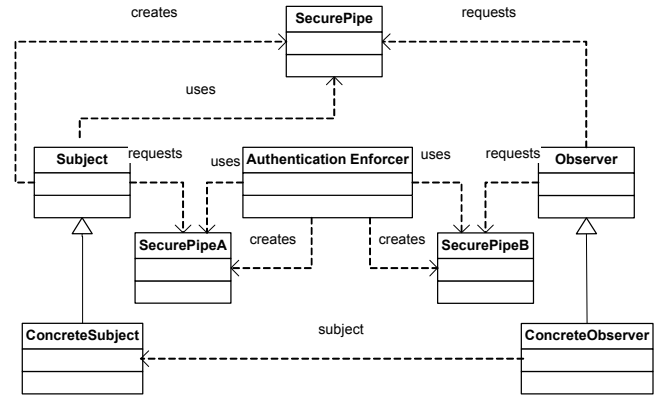 creates
SecurePipe
requests
uses
Subject
requests
uses
Authentication Enforcer
uses
requests
Observer
SecurePipeA
creates
creates
SecurePipeB
ConcreteSubject
subject
ConcreteObserver